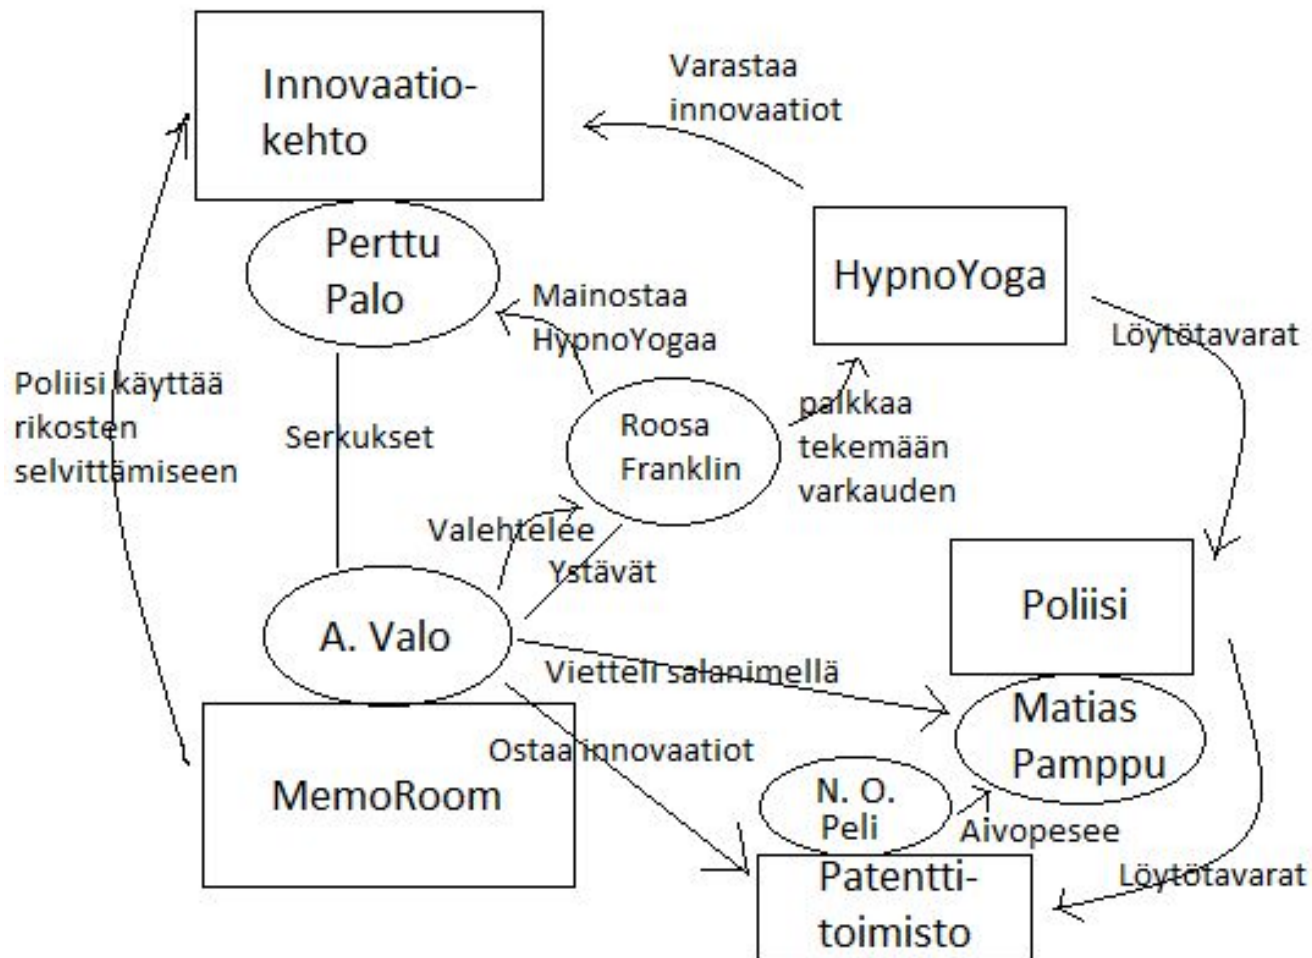 Innovaatio-
kehto
Varastaa
innovaatiot
Perttu
Palo
HypnoYoga
Mainostaa
HypnoYogaa
Löytötavarat
Poliisi käyttää
rikosten
selvittämiseen
Serkukset
Roosa
Franklin
palkkaa
tekemään
varkauden
Valehtelee
Ystävät
A. Valo
Poliisi
Vietteli salanimellä
Matias
Pamppu
Ostaa innovaatiot
MemoRoom
N. O.
Peli
Aivopesee
Patentti-
toimisto
Löytötavarat